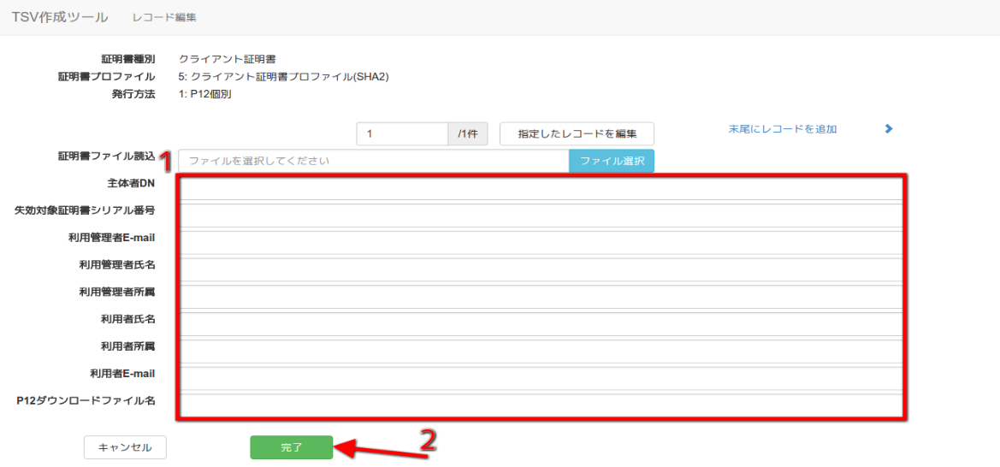 TSV作成ツール レコード編集
証明書種別 クライアント証明書
証明書プロファイル 5: クライアント証明書プロファイル(SHA2)
発行方法 1: P12個別
1 /1件 指定したレコードを編集 末尾にレコードを追加
証明書ファイル読込 1 ファイルを選択してください ファイル選択
主体者DN
失効対象証明書シリアル番号
利用管理者E-mail
利用管理者氏名
利用管理者所属
利用者氏名
利用者所属
利用者E-mail
P12ダウンロードファイル名
キャンセル 完了 2